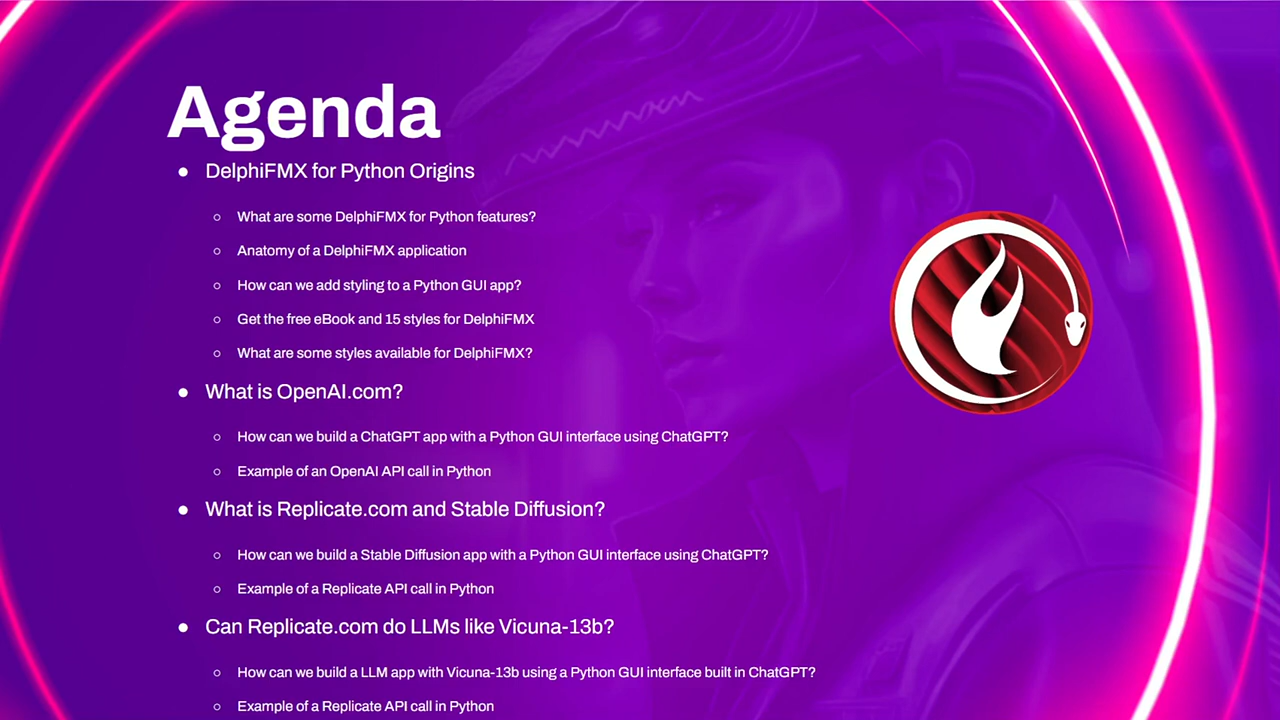 Agenda
● DelphiFMX for Python Origins
○ What are some DelphiFMX for Python features?
○ Anatomy of a DelphiFMX application
○ How can we add styling to a Python GUI app?
○ Get the free eBook and 15 styles for DelphiFMX
○ What are some styles available for DelphiFMX?
● What is OpenAI.com?
○ How can we build a ChatGPT app with a Python GUI interface using ChatGPT?
○ Example of an OpenAI API call in Python
● What is Replicate.com and Stable Diffusion?
○ How can we build a Stable Diffusion app with a Python GUI interface using ChatGPT?
○ Example of a Replicate API call in Python
● Can Replicate.com do LLMs like Vicuna-13b?
○ How can we build a LLM app with Vicuna-13b using a Python GUI interface built in ChatGPT?
○ Example of a Replicate API call in Python